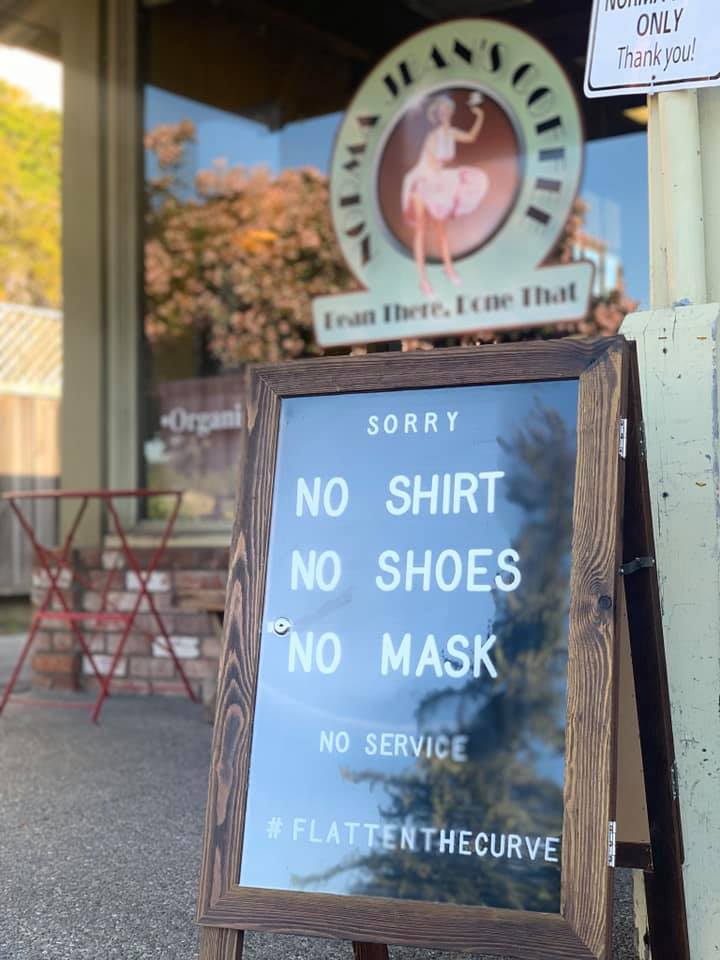 ONLY
Thank you!
NORMA JEAN'S COFFEE
Bean There, Done That
•Organi
SORRY
NO SHIRT
NO SHOES
NO MASK
NO SERVICE
# FLATTENTHECURVE